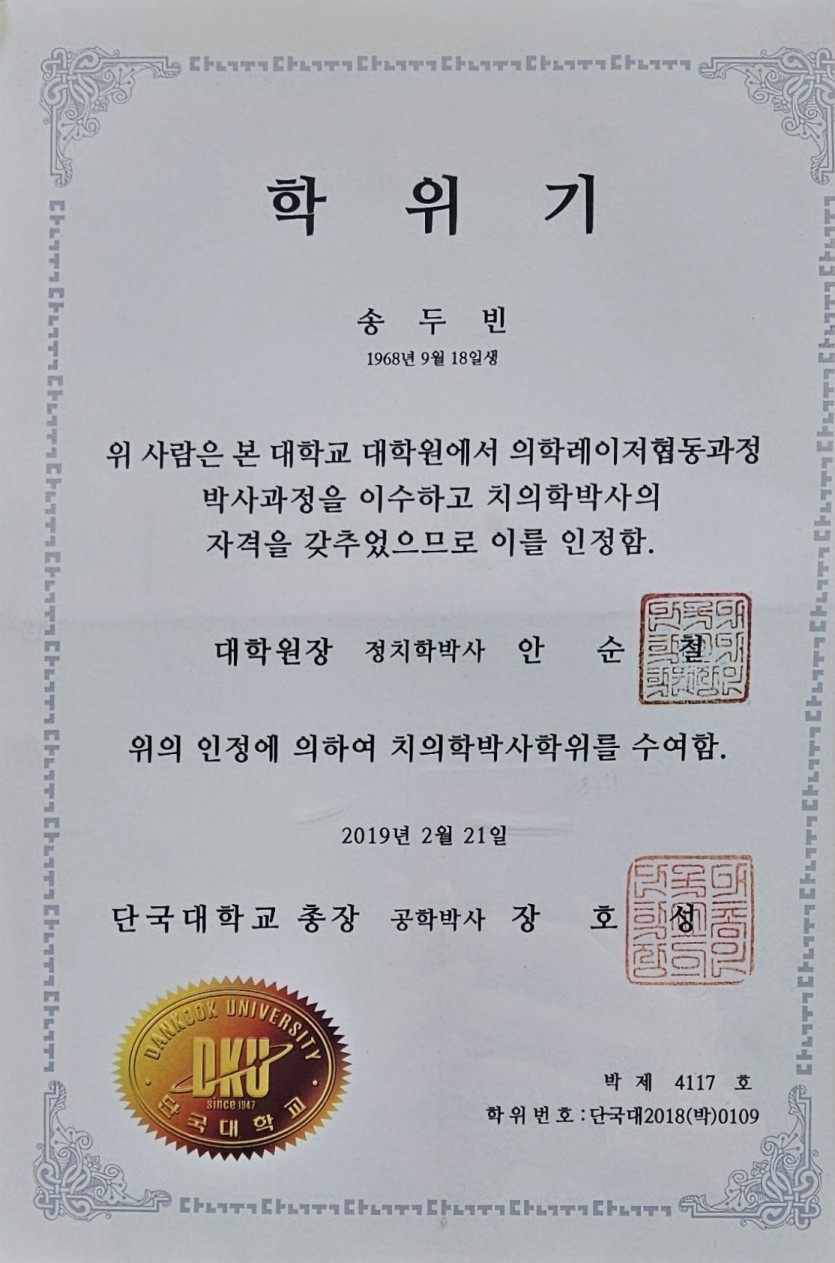 학 위 기
송 두 빈
1968년 9월 18일생
위 사람은 본 대학교 대학원에서 의학레이저협동과정
박사과정을 이수하고 치의학박사의
자격을 갖추었으므로 이를 인정함.
대학원장 정치학박사 안 순 철
위의 인정에 의하여 치의학박사학위를 수여함.
2019년 2월 21일
단국대학교 총장 공학박사 장 호 성
DANKOOK UNIVERSITY
DKU
since 1947
단국대학교
박 제 4117 호
학위번호:단국대2018(박)0109